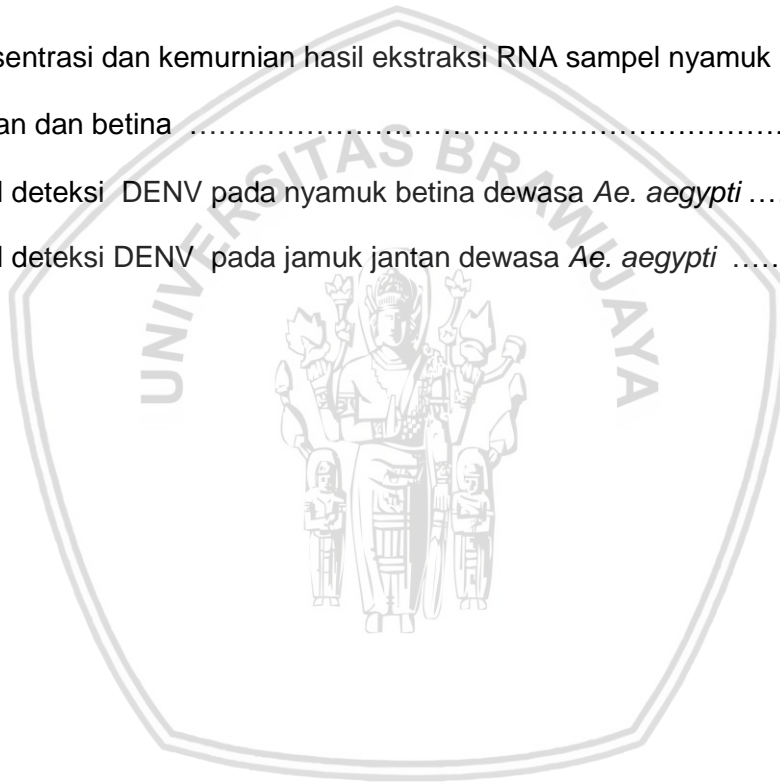 sentrasi dan kemurnian hasil ekstraksi RNA sampel nyamuk
an dan betina ………………………………………………………………….
l deteksi DENV pada nyamuk betina dewasa Ae. aegypti ….
l deteksi DENV pada jamuk jantan dewasa Ae. aegypti …...
UNIVERSITAS BRAWIJAYA